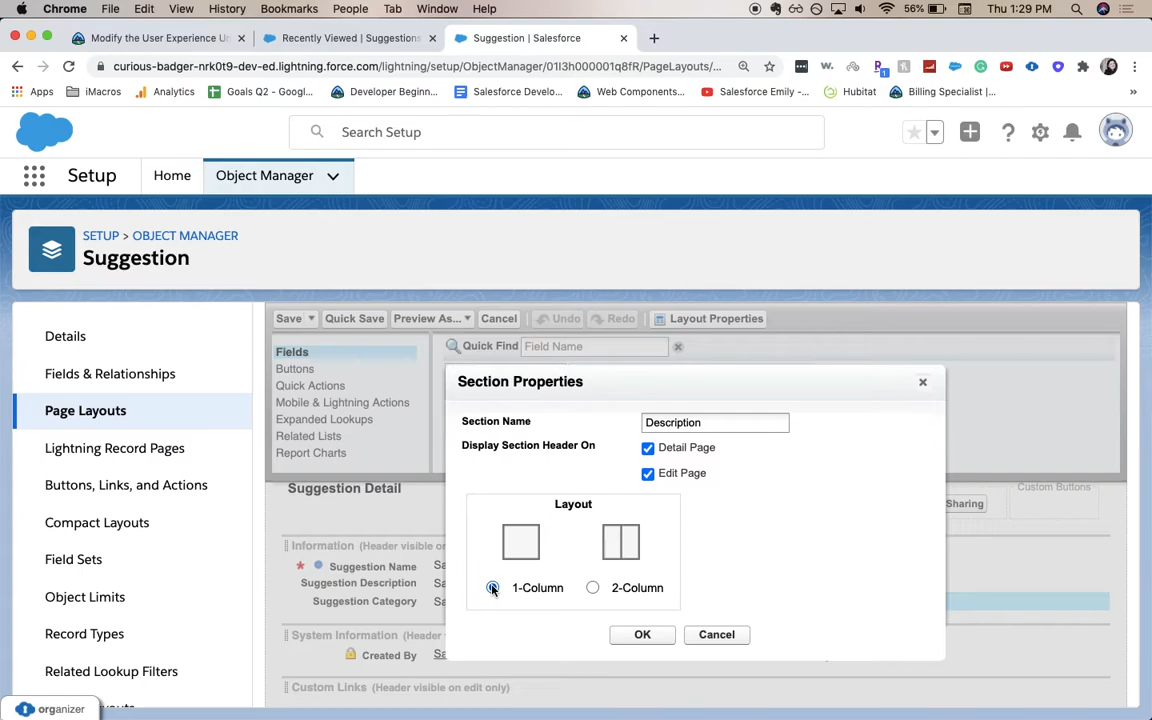 Chrome File Edit View History Bookmarks People Tab Window Help 56% Thu 1:29 PM
Modify the User Experience U
Recently Viewed | Suggestions
Suggestion | Salesforce
curious-badger-nrk0t9-dev-ed.lightning.force.com/lightning/setup/ObjectManager/01I3h000001q8fR/PageLayouts/...
Apps iMacros Analytics Goals Q2 - Googl... Developer Beginn... Salesforce Develo... Web Components... Salesforce Emily -... Hubitat Billing Specialist |...
Search Setup
Setup Home Object Manager
SETUP > OBJECT MANAGER
Suggestion
Details
Fields & Relationships
Page Layouts
Lightning Record Pages
Buttons, Links, and Actions
Compact Layouts
Field Sets
Object Limits
Record Types
Related Lookup Filters
organizer
Save Quick Save Preview As... Cancel Undo Redo Layout Properties
Fields
Buttons
Quick Actions
Mobile & Lightning Actions
Expanded Lookups
Related Lists
Report Charts
Quick Find Field Name
Section Properties
Section Name Description
Display Section Header On Detail Page
Edit Page
Layout
1-Column 2-Column
OK Cancel
Suggestion Detail
Sharing
Custom Buttons
Information (Header visible o
* Suggestion Name Sa
Suggestion Description Sa
Suggestion Category Sa
System Information (Header
Created By Sa
Custom Links (Header visible on edit only)